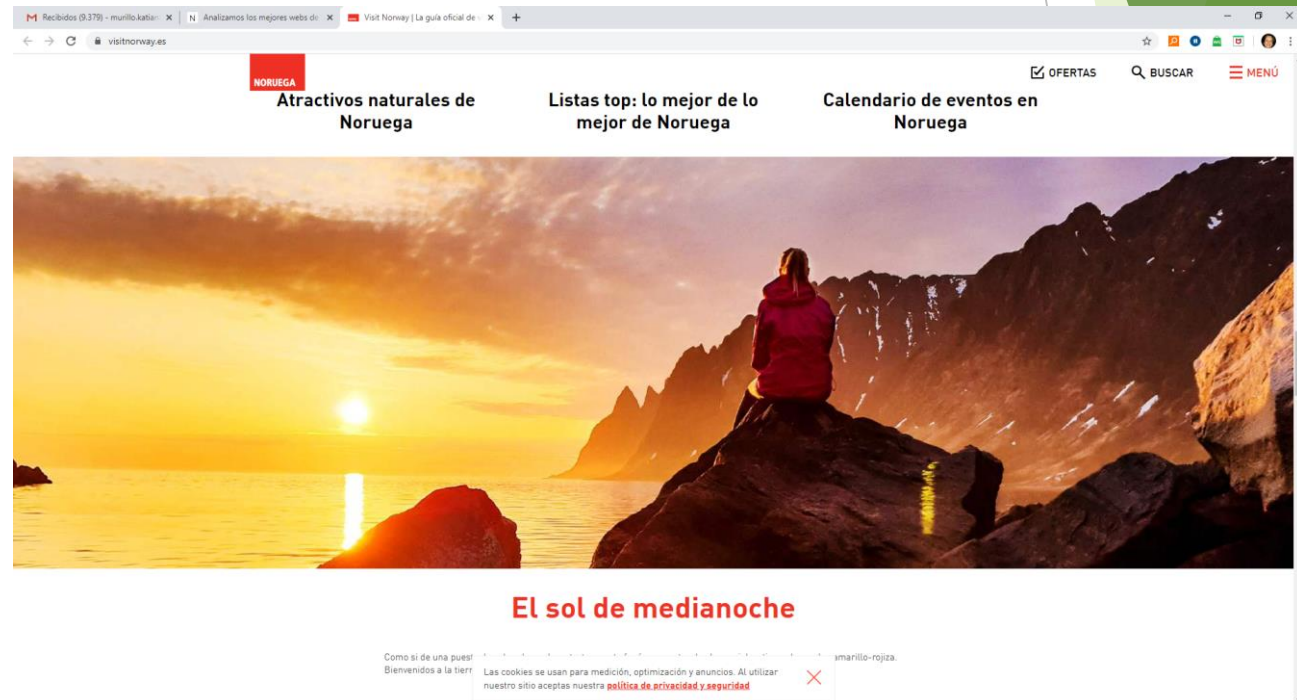 Recibidos (9.379) - murillo.katian
Analizamos los mejores webs de
Visit Norway | La guía oficial de
visitnorway.es
NORUEGA
OFERTAS
BUSCAR
MENÚ
Atractivos naturales de
Noruega
Listas top: lo mejor de lo
mejor de Noruega
Calendario de eventos en
Noruega
El sol de medianoche
Como si de una puest
amarillo-rojiza.
Bienvenidos a la tierr
Las cookies se usan para medición, optimización y anuncios. Al utilizar
nuestro sitio aceptas nuestra política de privacidad y seguridad